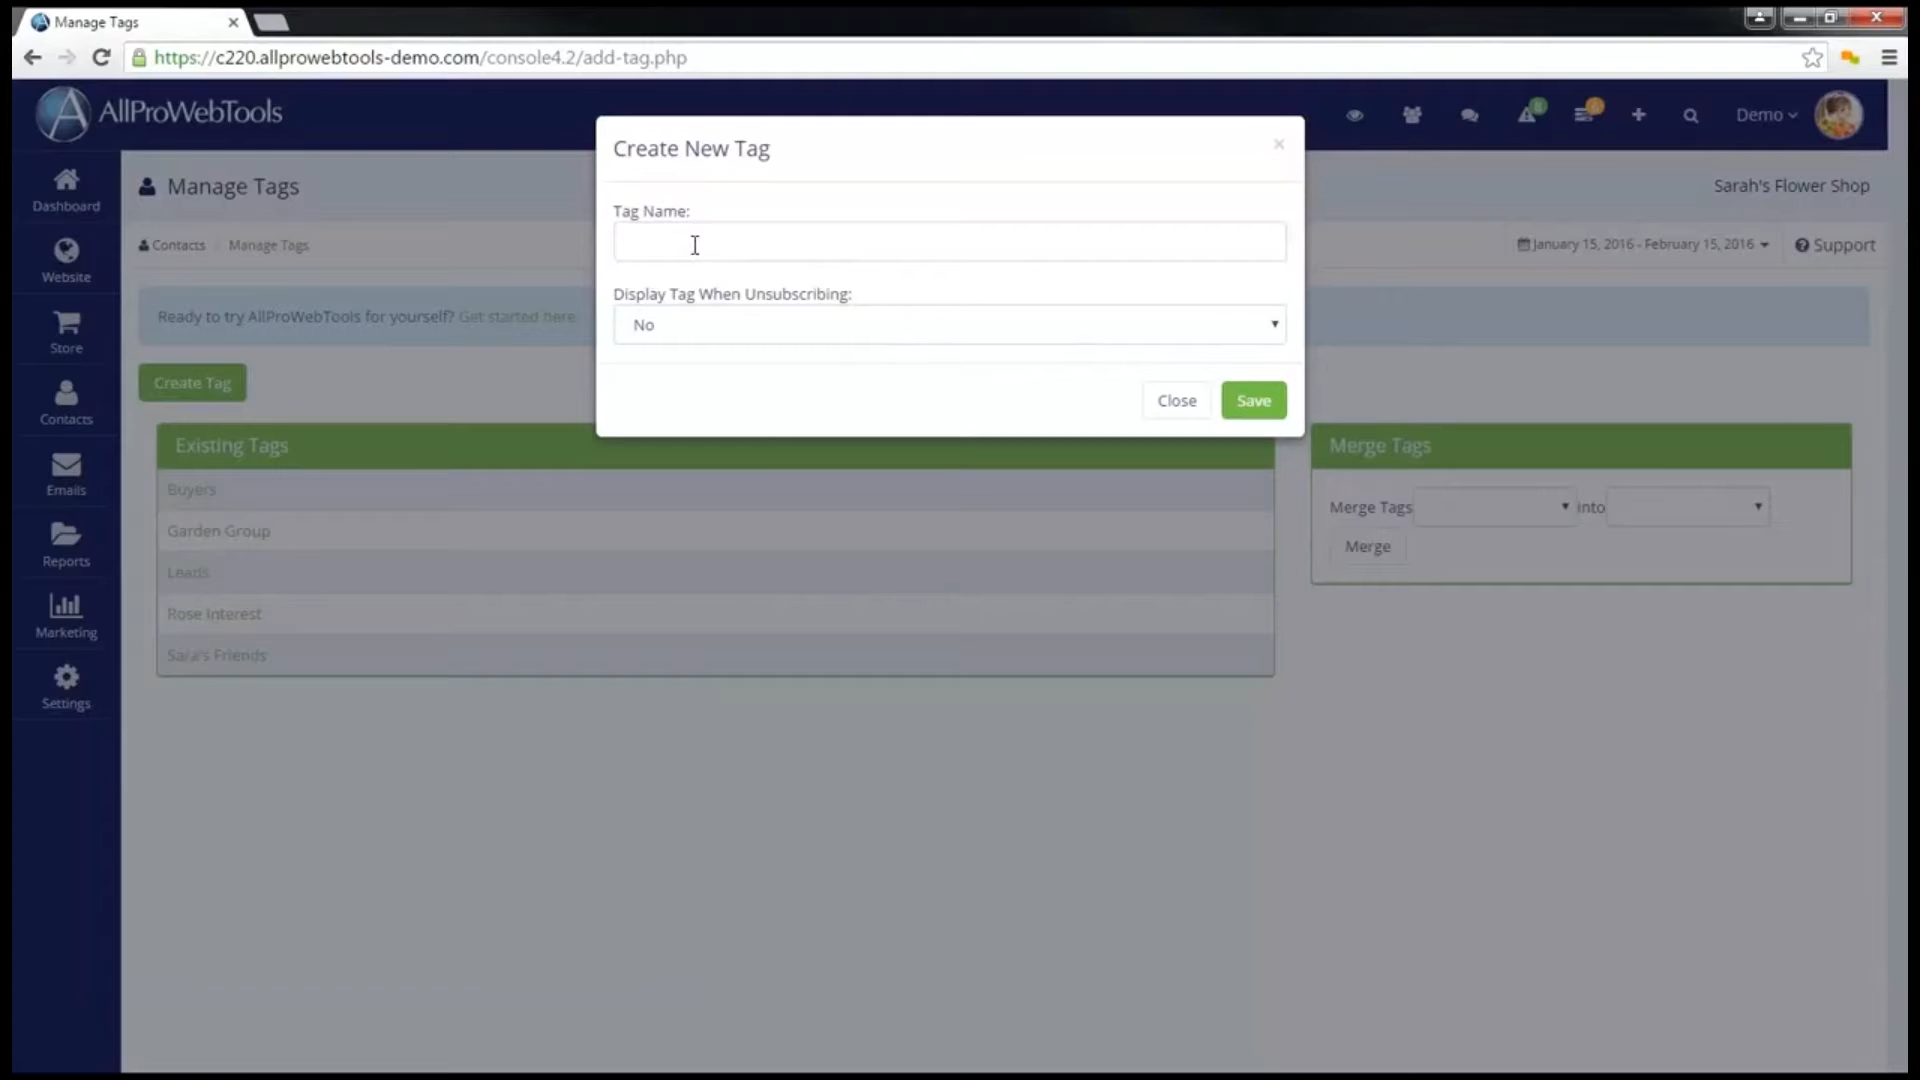 Manage Tags
https://c220.allprowebtools-demo.com/console4.2/add-tag.php
AllProWebTools
Demo
Create New Tag
Tag Name:
Display Tag When Unsubscribing:
No
Close
Save
Dashboard
Website
Store
Contacts
Emails
Reports
Marketing
Settings
Manage Tags
Sarah's Flower Shop
Contacts
Manage Tags
January 15, 2016 - February 15, 2016
Support
Ready to try AllProWebTools for yourself? Get started here
Create Tag
Existing Tags
Buyers
Garden Group
Leads
Rose Interest
Sara's Friends
Merge Tags
Merge Tags into
Merge